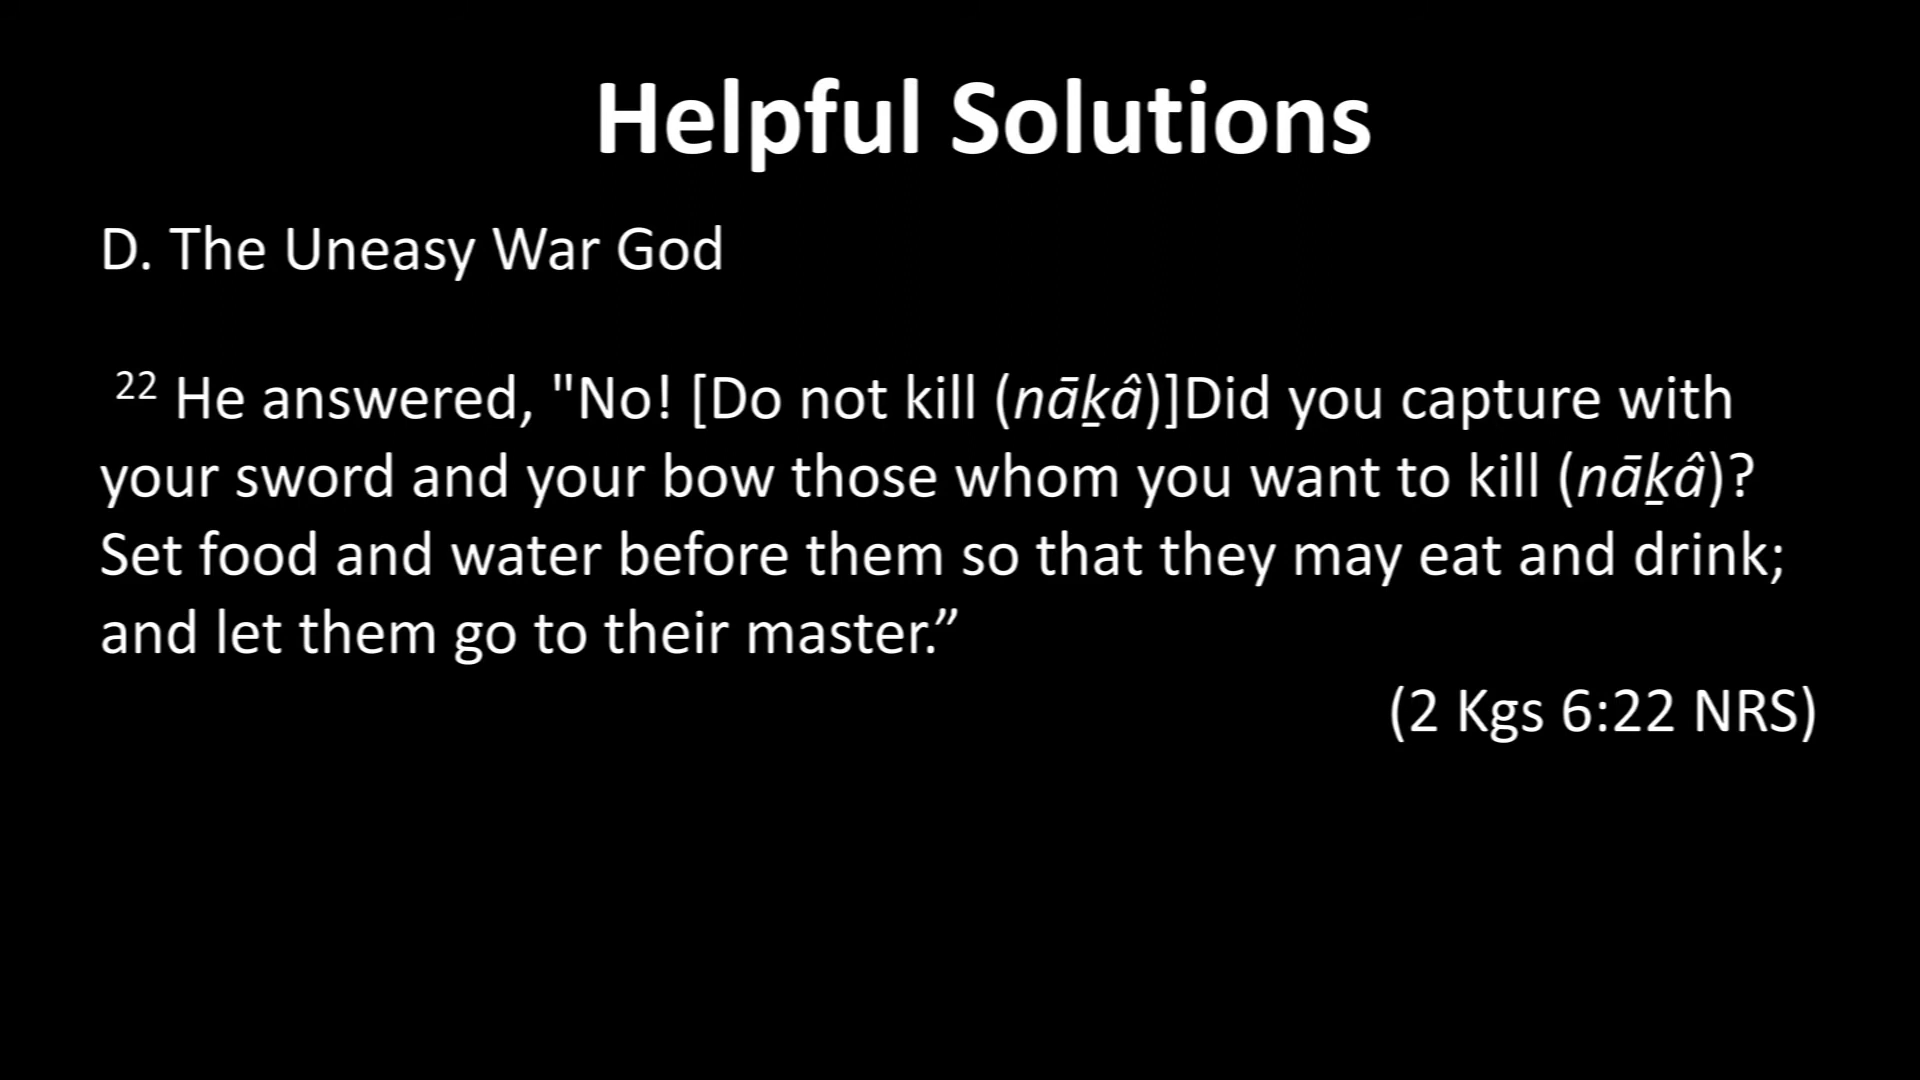 Helpful Solutions
D. The Uneasy War God
22 He answered, "No! [Do not kill (nāḵâ)]Did you capture with
your sword and your bow those whom you want to kill (nāḵâ)?
Set food and water before them so that they may eat and drink;
and let them go to their master.”
(2 Kgs 6:22 NRS)